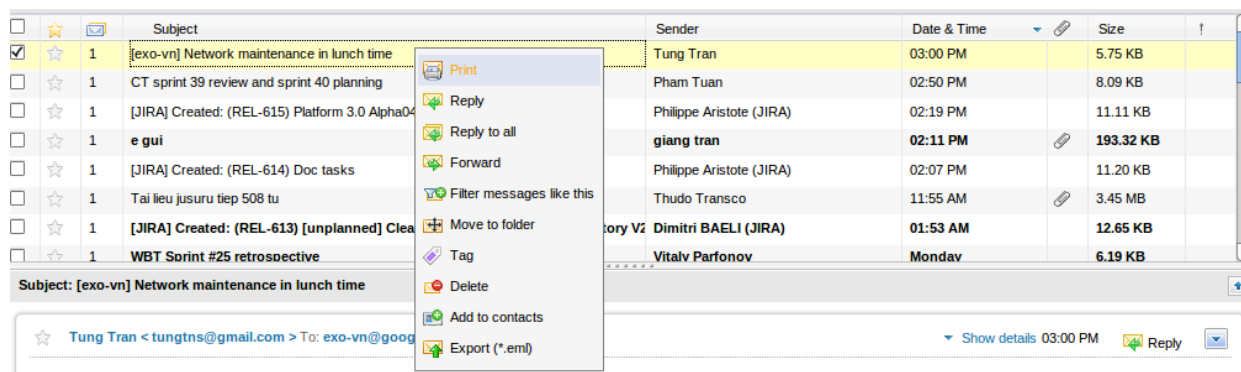 Subject Sender Date & Time Size !
1 [exo-vn] Network maintenance in lunch time Tung Tran 03:00 PM 5.75 KB
1 CT sprint 39 review and sprint 40 planning Pham Tuan 02:50 PM 8.09 KB
1 [JIRA] Created: (REL-615) Platform 3.0 Alpha04 Philippe Aristote (JIRA) 02:19 PM 11.11 KB
1 e gui giang tran 02:11 PM 193.32 KB
1 [JIRA] Created: (REL-614) Doc tasks Philippe Aristote (JIRA) 02:07 PM 11.20 KB
1 Tai lieu jusuru tiep 508 tu Thudo Transco 11:55 AM 3.45 MB
1 [JIRA] Created: (REL-613) [unplanned] Clea tory V2 Dimitri BAELI (JIRA) 01:53 AM 12.65 KB
1 WBT Sprint #25 retrospective Vitaly Parfonov Monday 6.19 KB
Print
Reply
Reply to all
Forward
Filter messages like this
Move to folder
Tag
Delete
Add to contacts
Export (*.eml)
Subject: [exo-vn] Network maintenance in lunch time
Tung Tran < tungtns@gmail.com > To: exo-vn@goog Show details 03:00 PM Reply